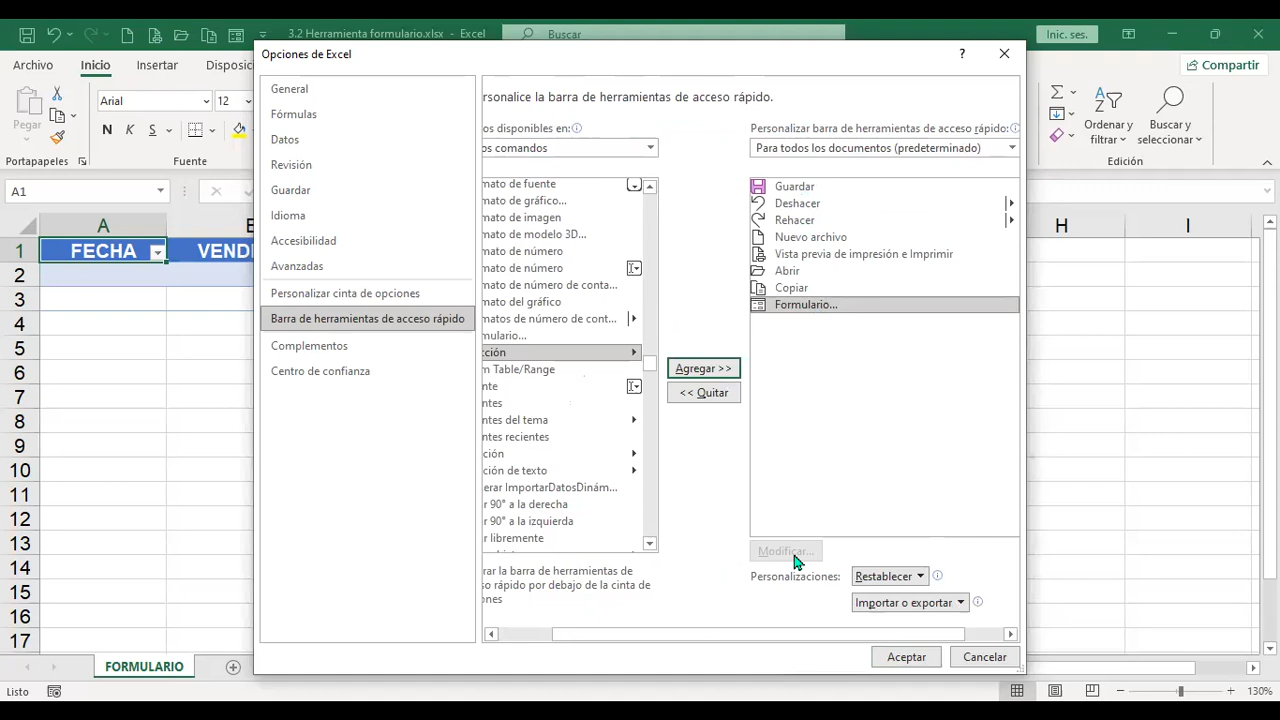 3.2 Herramienta formulario.xlsx - Excel
Buscar
Inic. ses.
Archivo
Inicio
Insertar
Disposici
Compartir
Pegar
Portapapeles
Arial
12
N K S
Fuente
Ordenar y
filtrar
Buscar y
seleccionar
Edición
A1
Opciones de Excel
?
General
Fórmulas
Datos
Revisión
Guardar
Idioma
Accesibilidad
Avanzadas
Personalizar cinta de opciones
Barra de herramientas de acceso rápido
Complementos
Centro de confianza
rsonalice la barra de herramientas de acceso rápido.
os disponibles en:
os comandos
mato de fuente
mato de gráfico...
mato de imagen
mato de modelo 3D...
mato de número
mato de número
mato de número de conta...
mato del gráfico
matos de número de cont...
mulario...
cción
m Table/Range
nte
ntes
ntes del tema
ntes recientes
ción
ción de texto
erar ImportarDatosDinám...
r 90° a la derecha
r 90° a la izquierda
r libremente
rar la barra de herramientas de
so rápido por debajo de la cinta de
ones
Agregar >>
<< Quitar
Personalizar barra de herramientas de acceso rápido:
Para todos los documentos (predeterminado)
Guardar
Deshacer
Rehacer
Nuevo archivo
Vista previa de impresión e Imprimir
Abrir
Copiar
Formulario...
Modificar...
Personalizaciones:
Restablecer
Importar o exportar
Aceptar
Cancelar
A
H
I
1
FECHA
VENDE
2
3
4
5
6
7
8
9
10
11
12
13
14
15
16
17
FORMULARIO
Listo
130%